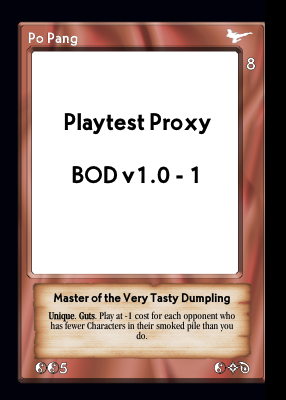 Po Pang
8
Playtest Proxy
BOD v1.0 - 1
Master of the Very Tasty Dumpling
Unique. Guts. Play at -1 cost for each opponent who
has fewer Characters in their smoked pile than you
do.
5